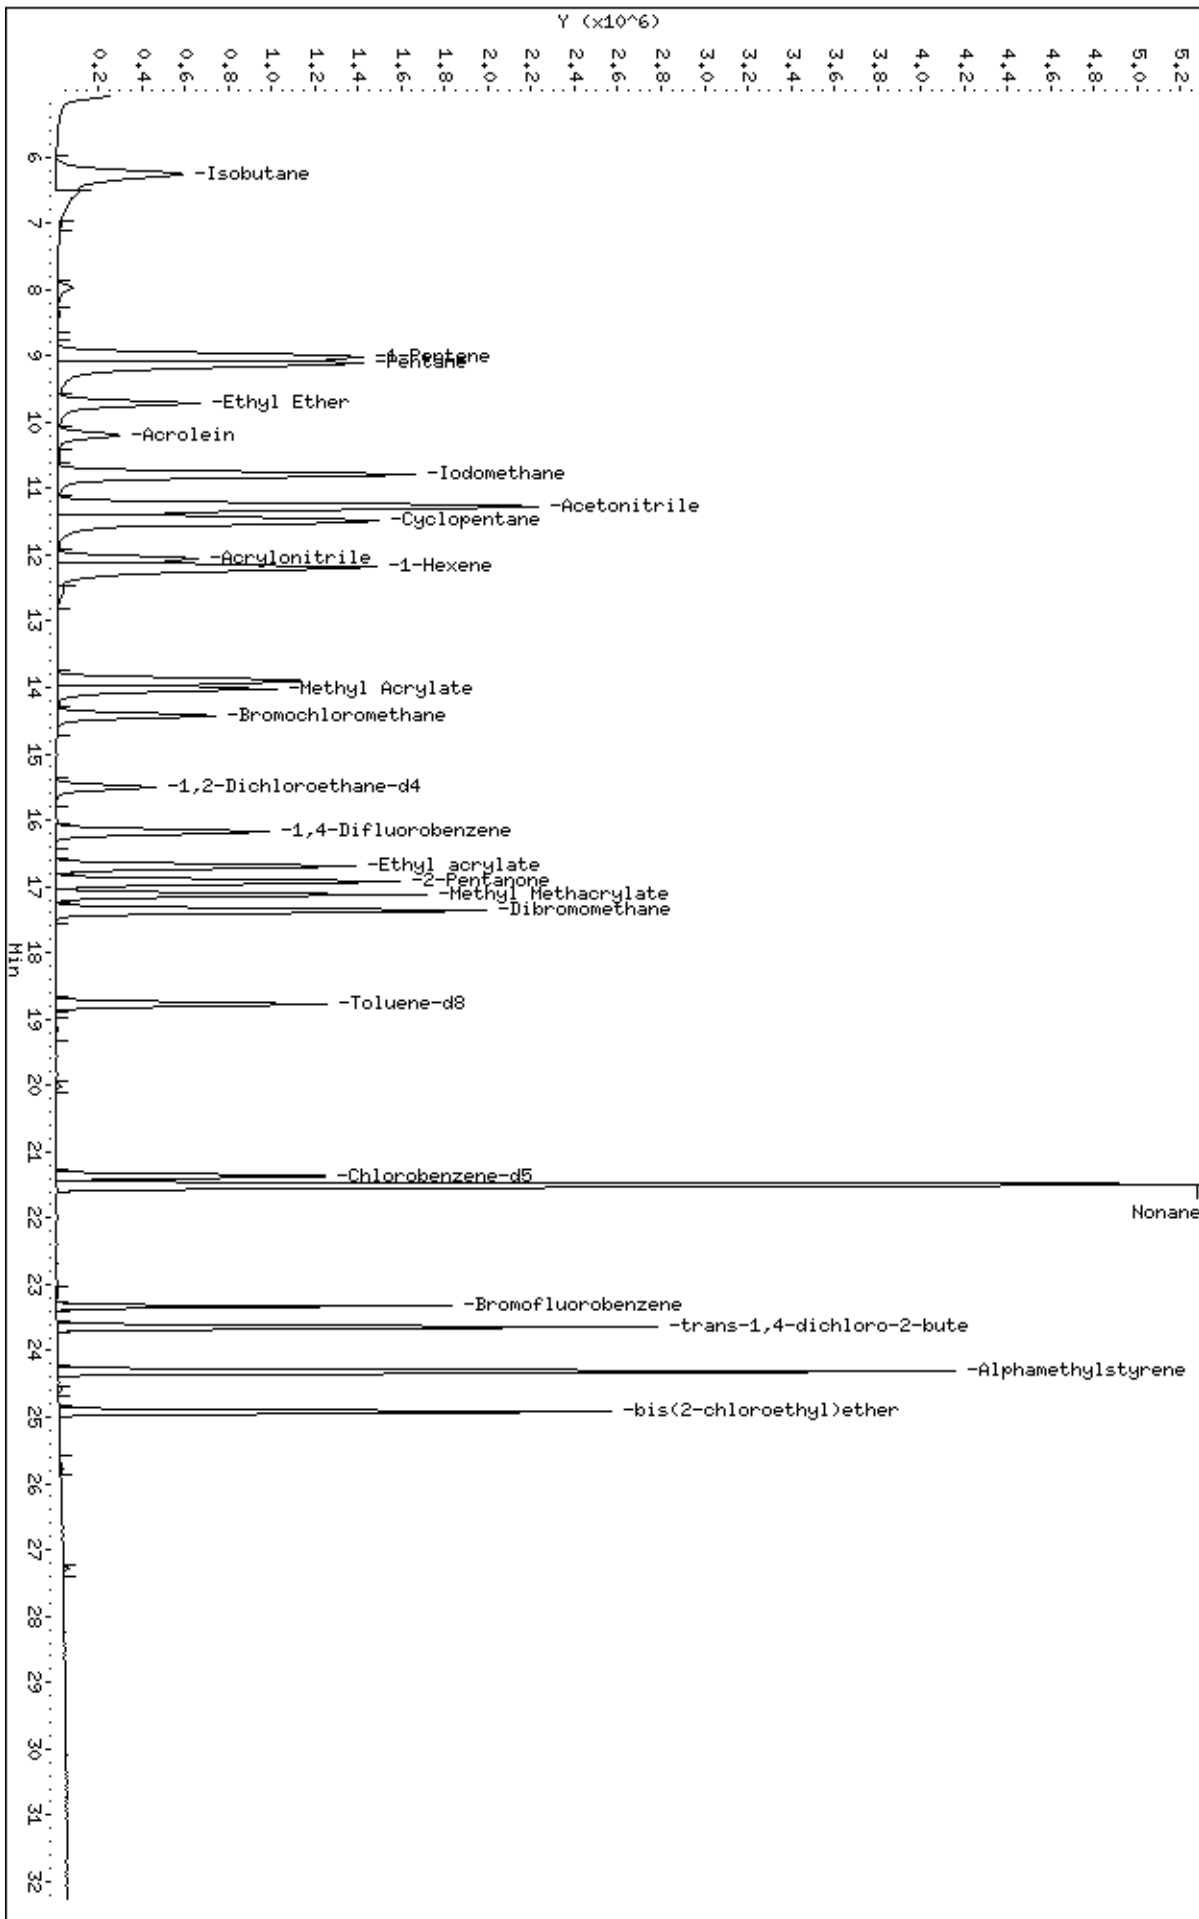 Y (x10^6)
0.2
0.4
0.6
0.8
1.0
1.2
1.4
1.6
1.8
2.0
2.2
2.4
2.6
2.8
3.0
3.2
3.4
3.6
3.8
4.0
4.2
4.4
4.6
4.8
5.0
5.2
6
-Isobutane
7
8
9
-1-Pentene
-Pentane
-Ethyl Ether
10
-Acrolein
-Iodomethane
11
-Acetonitrile
-Cyclopentane
12
-Acrylonitrile
-1-Hexene
13
14
-Methyl Acrylate
-Bromochloromethane
15
-1,2-Dichloroethane-d4
16
-1,4-Difluorobenzene
-Ethyl acrylate
-2-Pentanone
17
-Methyl Methacrylate
-Dibromomethane
18
Min
-Toluene-d8
19
20
21
-Chlorobenzene-d5
Nonane
22
23
-Bromofluorobenzene
-trans-1,4-dichloro-2-bute
24
-Alphamethylstyrene
-bis(2-chloroethyl)ether
25
26
27
28
29
30
31
32